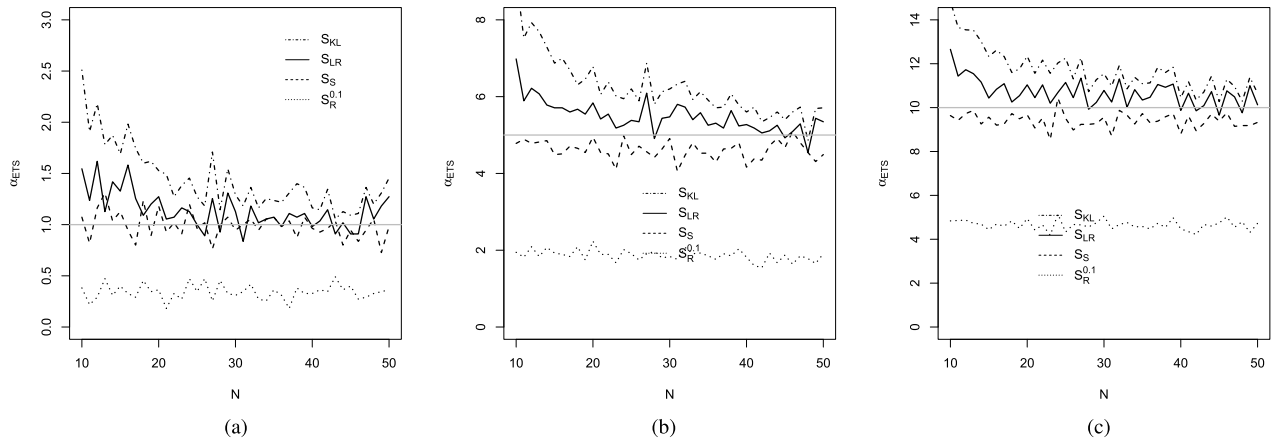 3.0
2.5
2.0
1.5
1.0
0.5
0.0
α_ETS
S_KL
S_LR
S_S
S_R^0.1
10 20 30 40 50
N
(a)
8
6
4
2
0
α_ETS
S_KL
S_LR
S_S
S_R^0.1
10 20 30 40 50
N
(b)
14
12
10
8
6
4
2
0
α_ETS
S_KL
S_LR
S_S
S_R^0.1
10 20 30 40 50
N
(c)